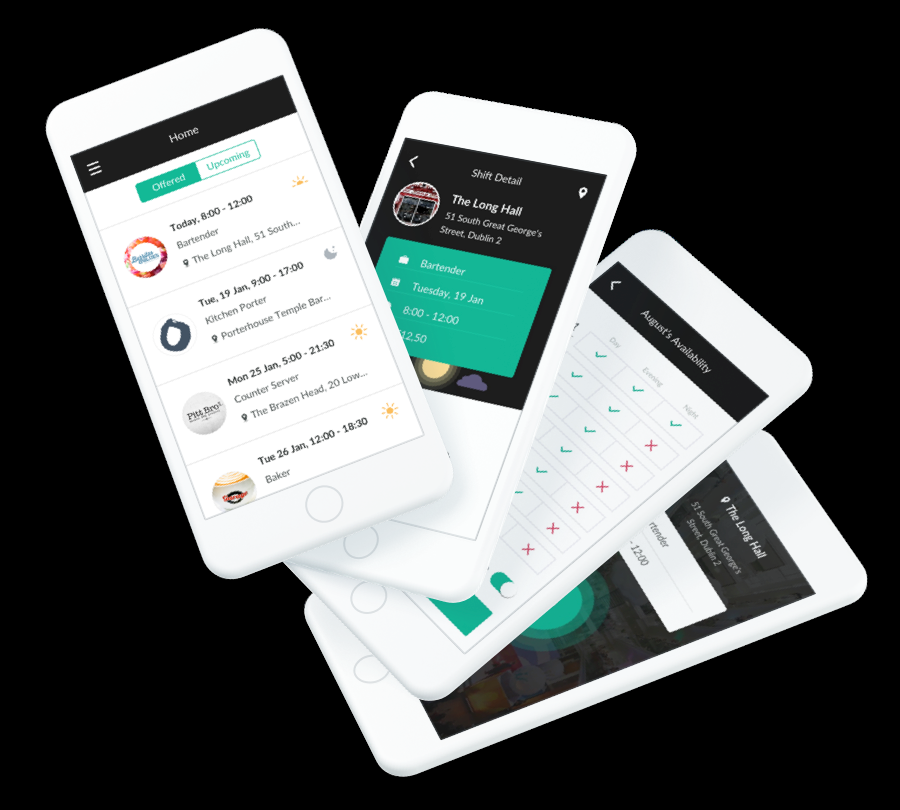 Home
Offered
Upcoming
Today, 8:00 - 12:00
Bartender
The Long Hall, 51 South...
Tue, 19 Jan, 9:00 - 17:00
Kitchen Porter
Porterhouse Temple Bar...
Mon 25 Jan, 5:00 - 21:30
Counter Server
Pitt Bros
The Brazen Head, 20 Low...
Tue 26 Jan, 12:00 - 18:30
Baker
Shift Detail
The Long Hall
51 South Great George's
Street, Dublin 2
Bartender
Tuesday, 19 Jan
8:00 - 12:00
12.50
August's Availability
Day
Evening
Night
The Long Hall
51 South Great George's
Street, Dublin 2
rtender
- 12:00